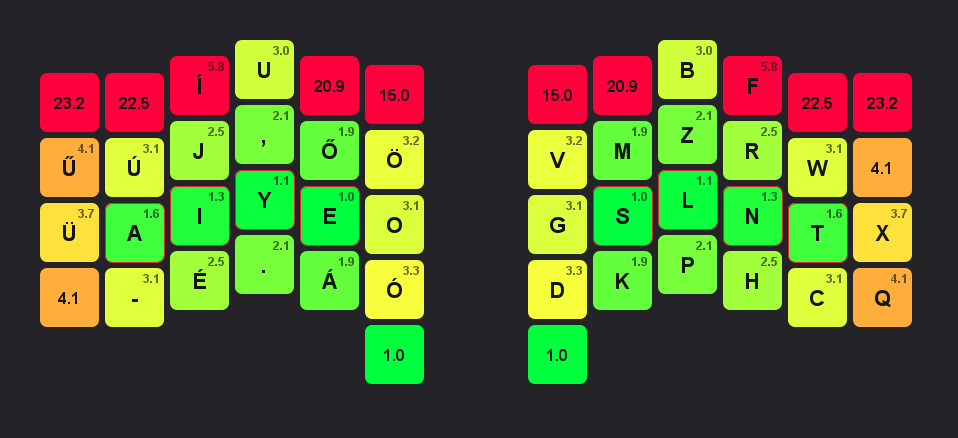 23.2 22.5 Í 5.8 U 3.0 20.9 15.0 15.0 20.9 B 3.0 F 5.8 22.5 23.2
Ű 4.1 Ú 3.1 J 2.5 , 2.1 Ő 1.9 Ö 3.2 V 3.2 M 1.9 Z 2.1 R 2.5 W 3.1 4.1
Ü 3.7 A 1.6 I 1.3 Y 1.1 E 1.0 O 3.1 G 3.1 S 1.0 L 1.1 N 1.3 T 1.6 X 3.7
4.1 - 3.1 É 2.5 . 2.1 Á 1.9 Ó 3.3 D 3.3 K 1.9 P 2.1 H 2.5 C 3.1 Q 4.1
1.0 1.0